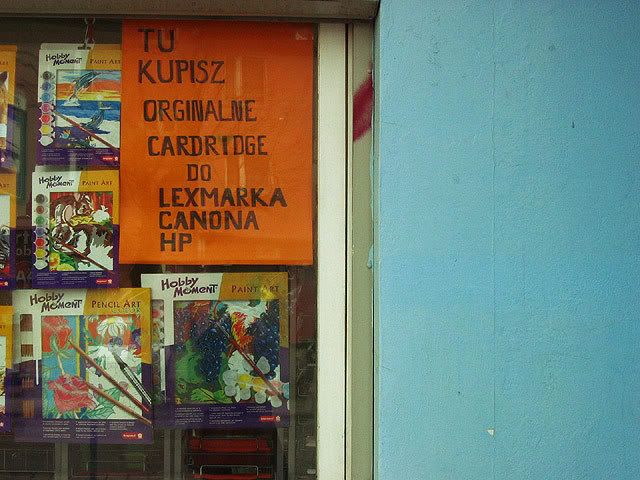 TU
KUPISZ
ORGINALNE
CARDRIDGE
DO
LEXMARKA
CANONA
HP
Hobby
Moment
PAINT ART
Hobby
Moment
PAINT ART
Hobby
Moment
PENCIL ART
Hobby
Moment
PAINT ART